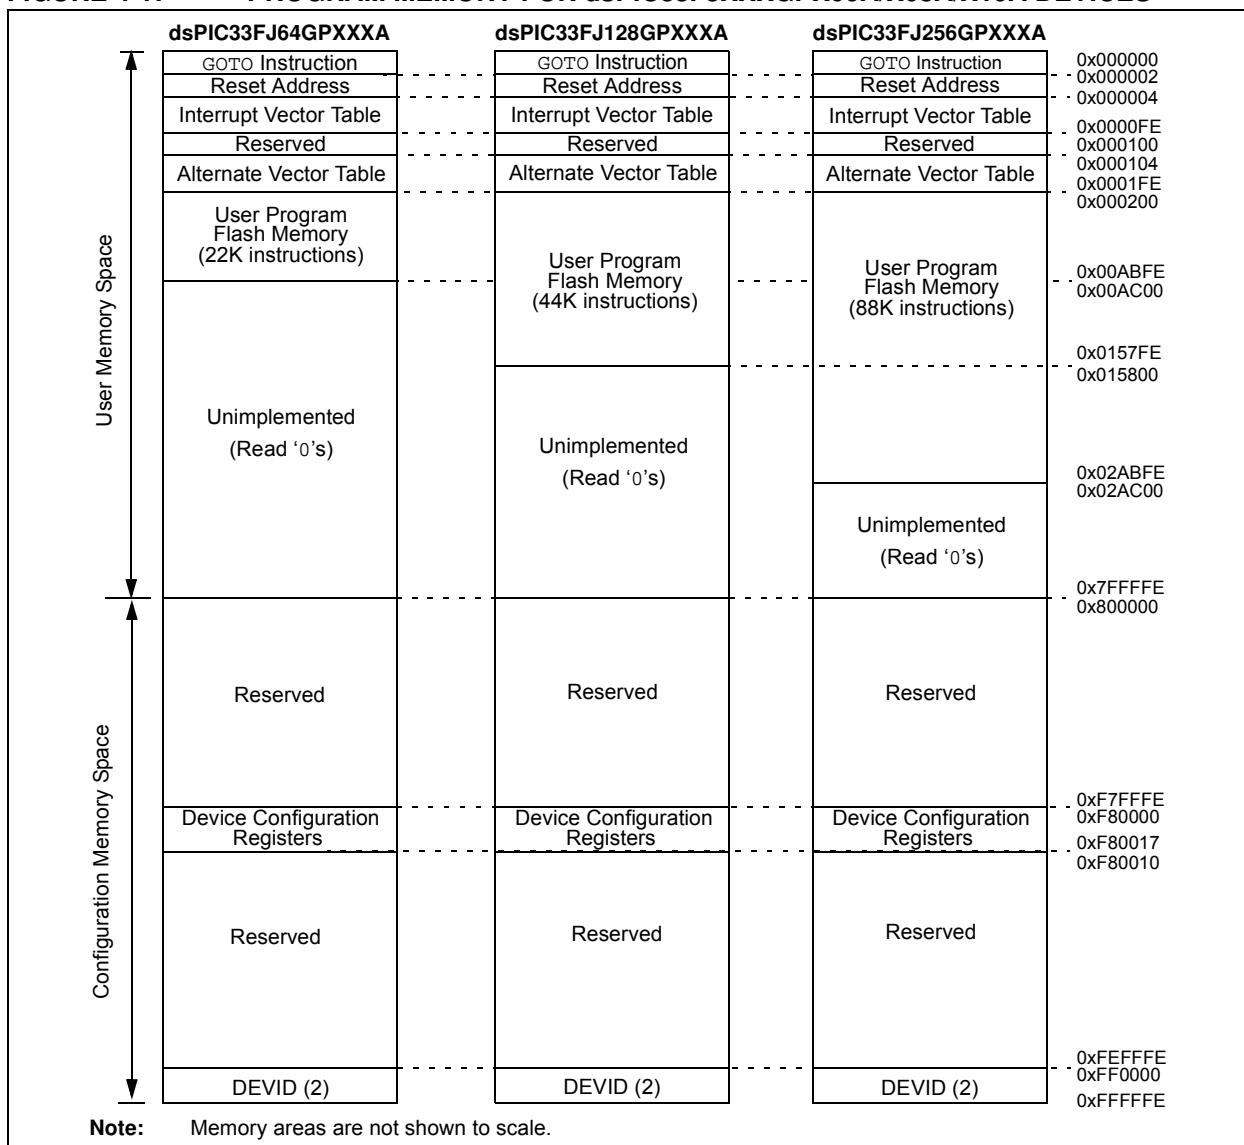 dsPIC33FJ64GPXXXA dsPIC33FJ128GPXXXA dsPIC33FJ256GPXXXA
GOTO Instruction GOTO Instruction GOTO Instruction 0x000000
0x000002
Reset Address Reset Address Reset Address
0x000004
Interrupt Vector Table Interrupt Vector Table Interrupt Vector Table
0x0000FE
Reserved Reserved Reserved 0x000100
0x000104
Alternate Vector Table Alternate Vector Table Alternate Vector Table
0x0001FE
0x000200
User Program
Flash Memory
(22K instructions)
User Program
Flash Memory
(44K instructions)
User Program
Flash Memory
(88K instructions)
0x00ABFE
0x00AC00
0x0157FE
0x015800
User Memory Space
Unimplemented
(Read ‘0’s)
Unimplemented
(Read ‘0’s)
0x02ABFE
0x02AC00
Unimplemented
(Read ‘0’s)
0x7FFFFE
0x800000
Reserved Reserved Reserved
Configuration Memory Space
0xF7FFFE
0xF80000
Device Configuration
Registers
Device Configuration
Registers
Device Configuration
Registers
0xF80017
0xF80010
Reserved Reserved Reserved
0xFEFFFE
0xFF0000
DEVID (2) DEVID (2) DEVID (2)
0xFFFFFE
Note: Memory areas are not shown to scale.